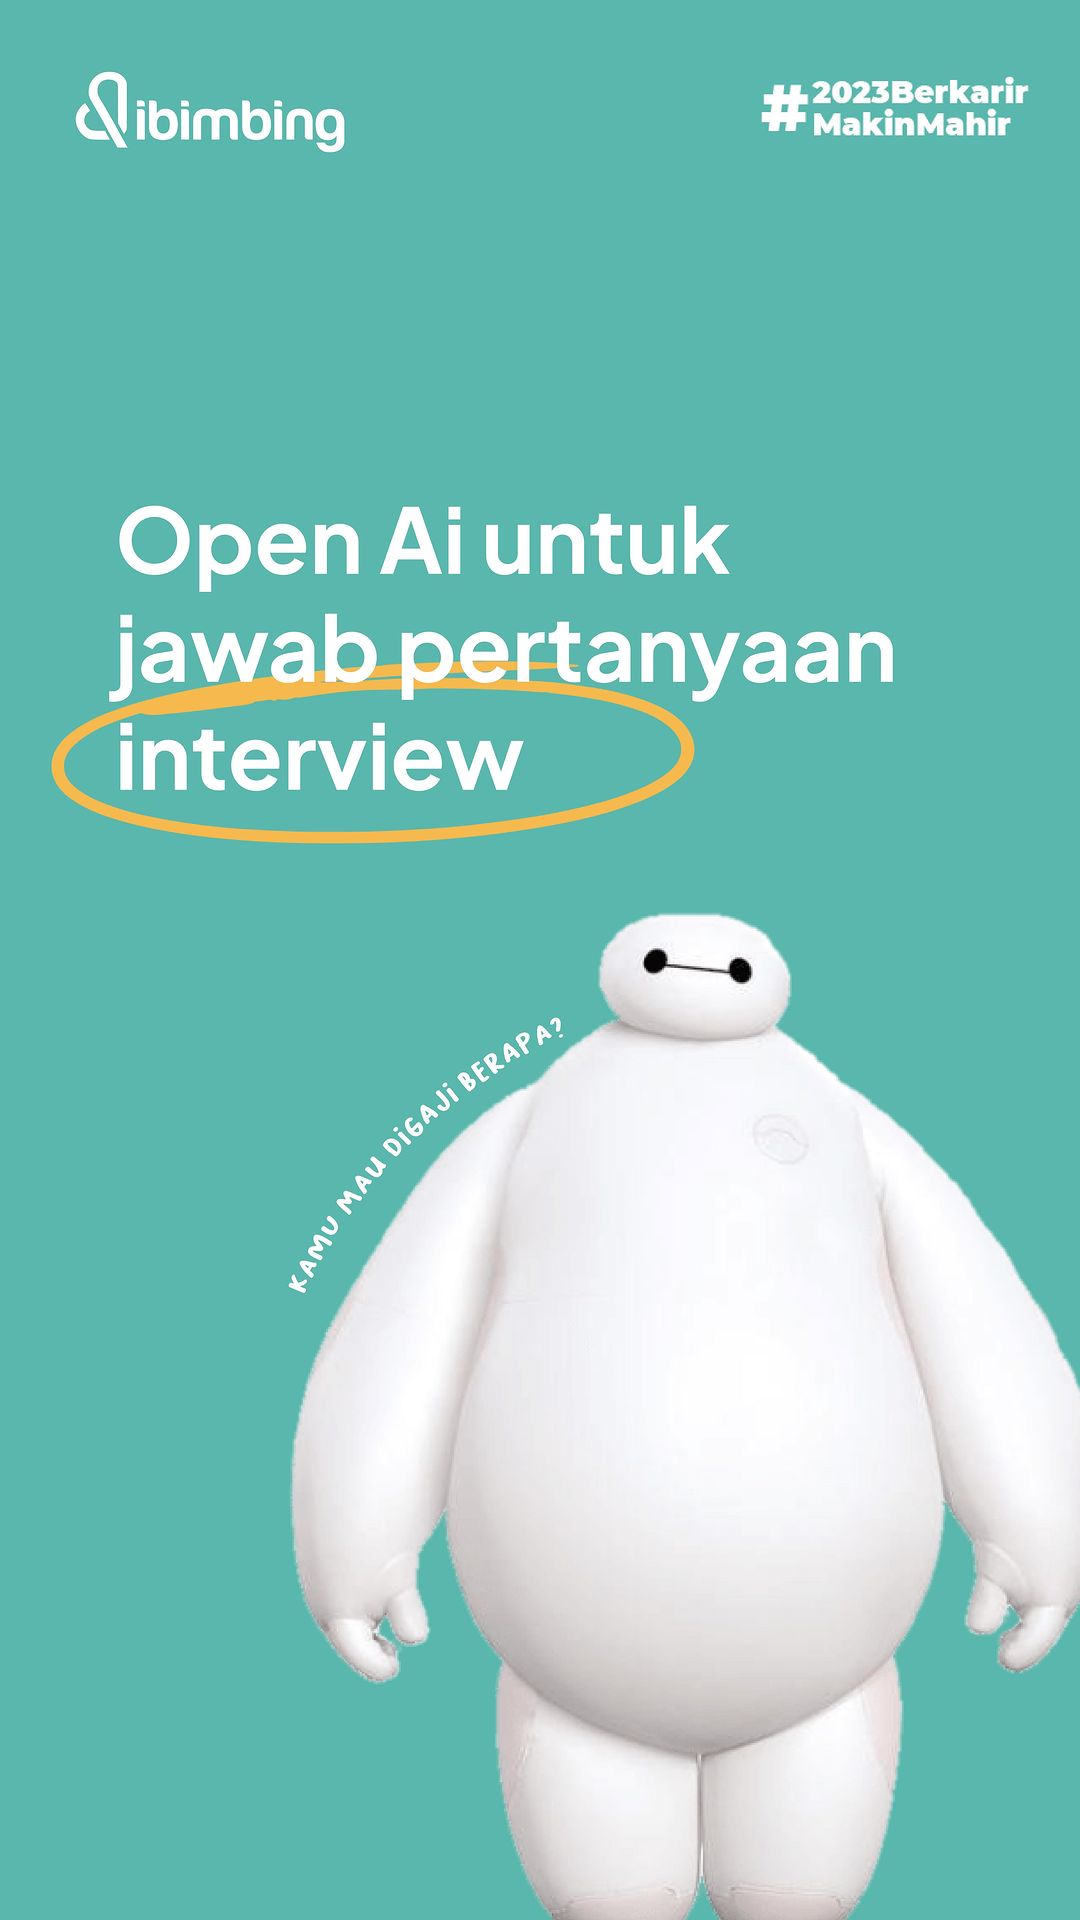 ibimbing
#2023Berkarir
MakinMahir
Open Ai untuk
jawab pertanyaan
interview
KAMU MAU DiGAJi BERAPA?